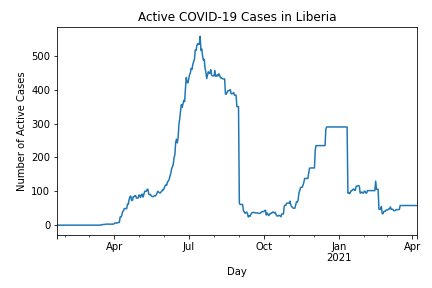 Active COVID-19 Cases in Liberia
Number of Active Cases
500
400
300
200
100
0
Apr
Jul
Oct
Jan
2021
Apr
Day